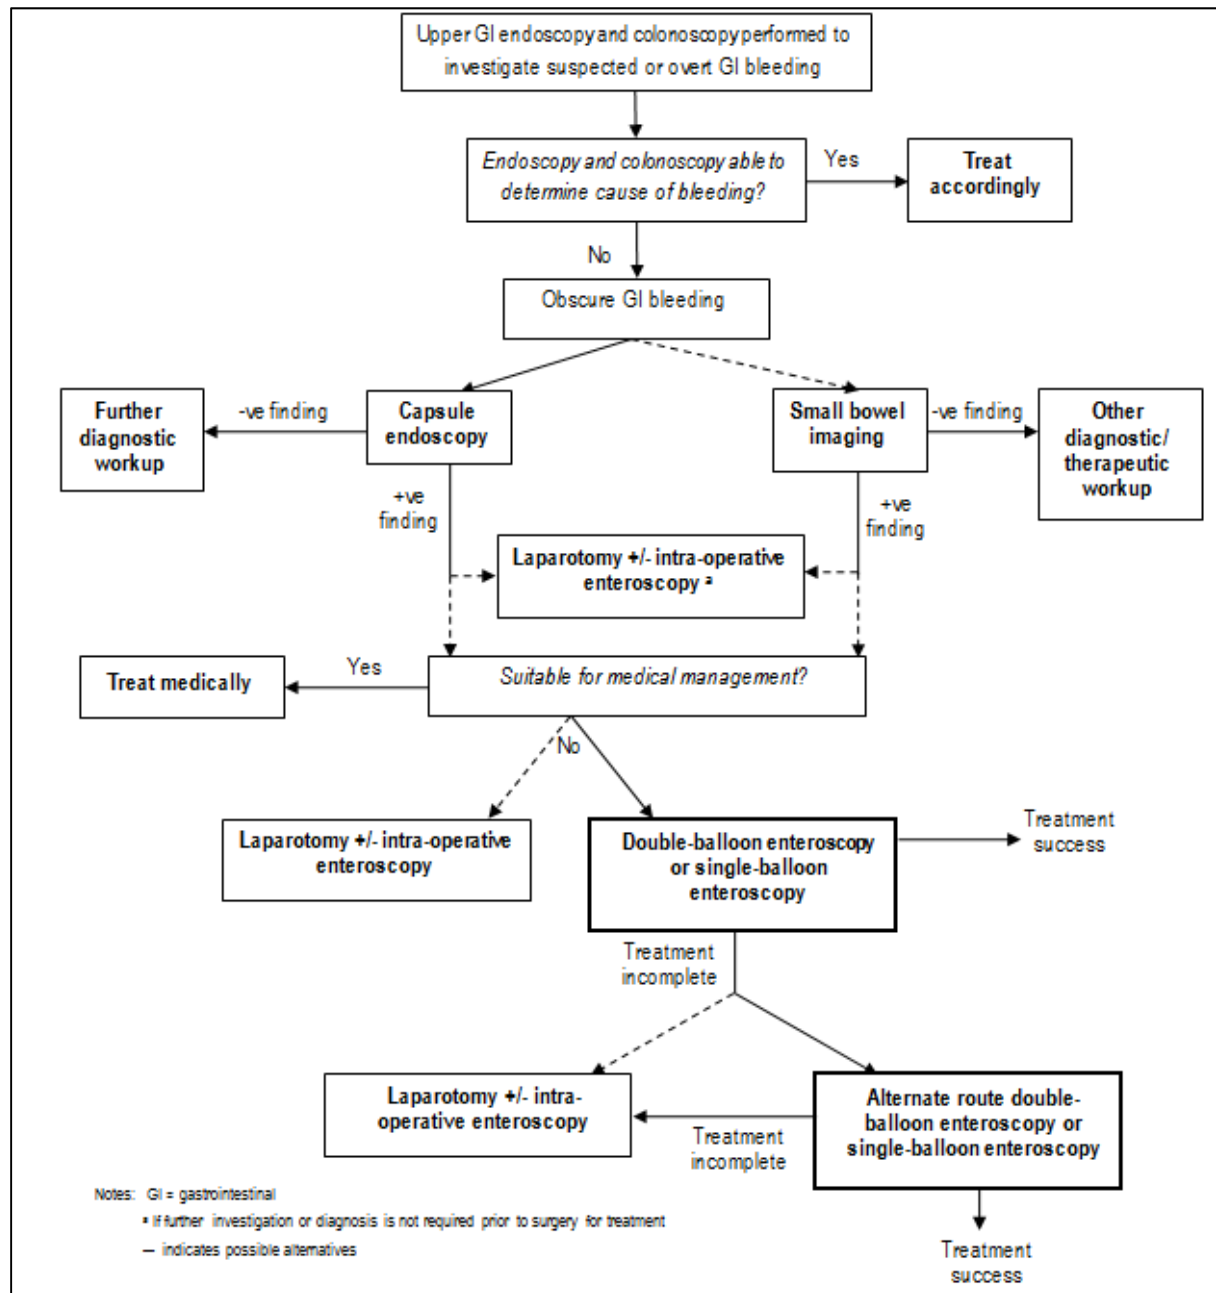 Upper GI endoscopy and colonoscopy performed to
investigate suspected or overt GI bleeding
Endoscopy and colonoscopy able to
determine cause of bleeding?
Yes
Treat
accordingly
No
Obscure GI bleeding
Further
diagnostic
workup
-ve finding
Capsule
endoscopy
Small bowel
imaging
-ve finding
Other
diagnostic/
therapeutic
workup
+ve
finding
+ve
finding
Laparotomy +/- intra-operative
enteroscopy a
Treat medically
Yes
Suitable for medical management?
No
Laparotomy +/- intra-operative
enteroscopy
Double-balloon enteroscopy
or single-balloon
enteroscopy
Treatment
success
Treatment
incomplete
Laparotomy +/- intra-
operative enteroscopy
Treatment
incomplete
Alternate route double-
balloon enteroscopy or
single-balloon enteroscopy
Treatment
success
Notes: GI = gastrointestinal
a If further investigation or diagnosis is not required prior to surgery for treatment
--- indicates possible alternatives